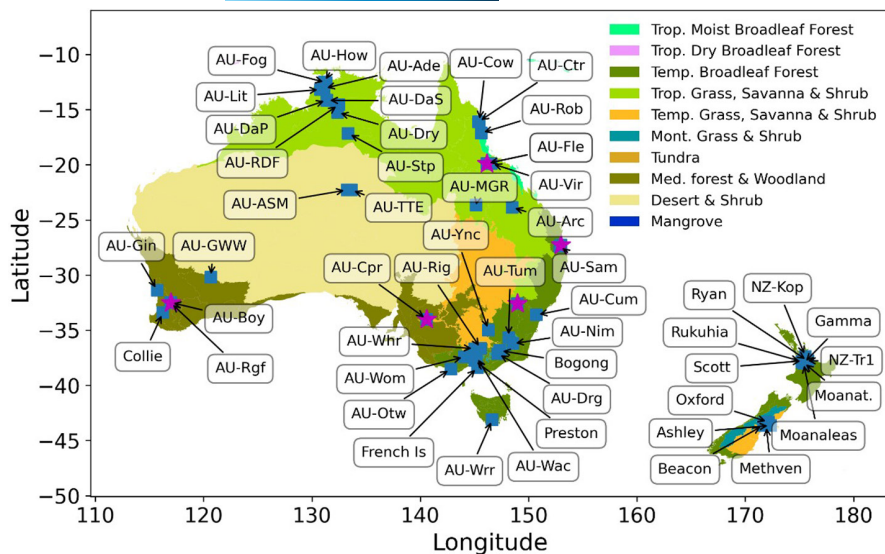 AU-Fog
AU-How
AU-Ade
AU-Cow
AU-Ctr
AU-Lit
AU-DaS
AU-Rob
AU-DaP
AU-Dry
AU-RDF
AU-Stp
AU-Fle
AU-MGR
AU-Vir
AU-ASM
AU-TTE
AU-Arc
AU-Ync
AU-Gin
AU-GWW
AU-Cpr
AU-Rig
AU-Tum
AU-Sam
AU-Cum
AU-Boy
AU-Whr
AU-Nim
Collie
AU-Rgf
AU-Wom
Bogong
AU-Otw
AU-Drg
French Is
Preston
AU-Wrr
AU-Wac
Ryan
NZ-Kop
Rukuhia
Gamma
Scott
NZ-Tr1
Moanat.
Oxford
Ashley
Moanaleas
Beacon
Methven
Trop. Moist Broadleaf Forest
Trop. Dry Broadleaf Forest
Temp. Broadleaf Forest
Trop. Grass, Savanna & Shrub
Temp. Grass, Savanna & Shrub
Mont. Grass & Shrub
Tundra
Med. forest & Woodland
Desert & Shrub
Mangrove
Latitude
−10
−15
−20
−25
−30
−35
−40
−45
−50
110
120
130
140
150
160
170
180
Longitude